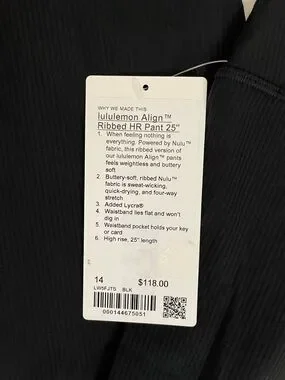 WHY WE MADE THIS
lululemon Align™
Ribbed HR Pant 25"
1. When feeling nothing is
everything. Powered by Nulu™
fabric, this ribbed version of
our lululemon Align™ pants
feels weightless and buttery
soft
2. Buttery-soft, ribbed Nulu™
fabric is sweat-wicking,
quick-drying, and four-way
stretch
3. Added Lycra®
4. Waistband lies flat and won't
dig in
5. Waistband pocket holds your key
or card
6. High rise, 25" length
14 $118.00
LW5FJTS BLK
000144675051